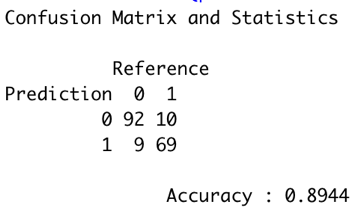 Confusion Matrix and Statistics
Reference
Prediction 0 1
0 92 10
1 9 69
Accuracy : 0.8944